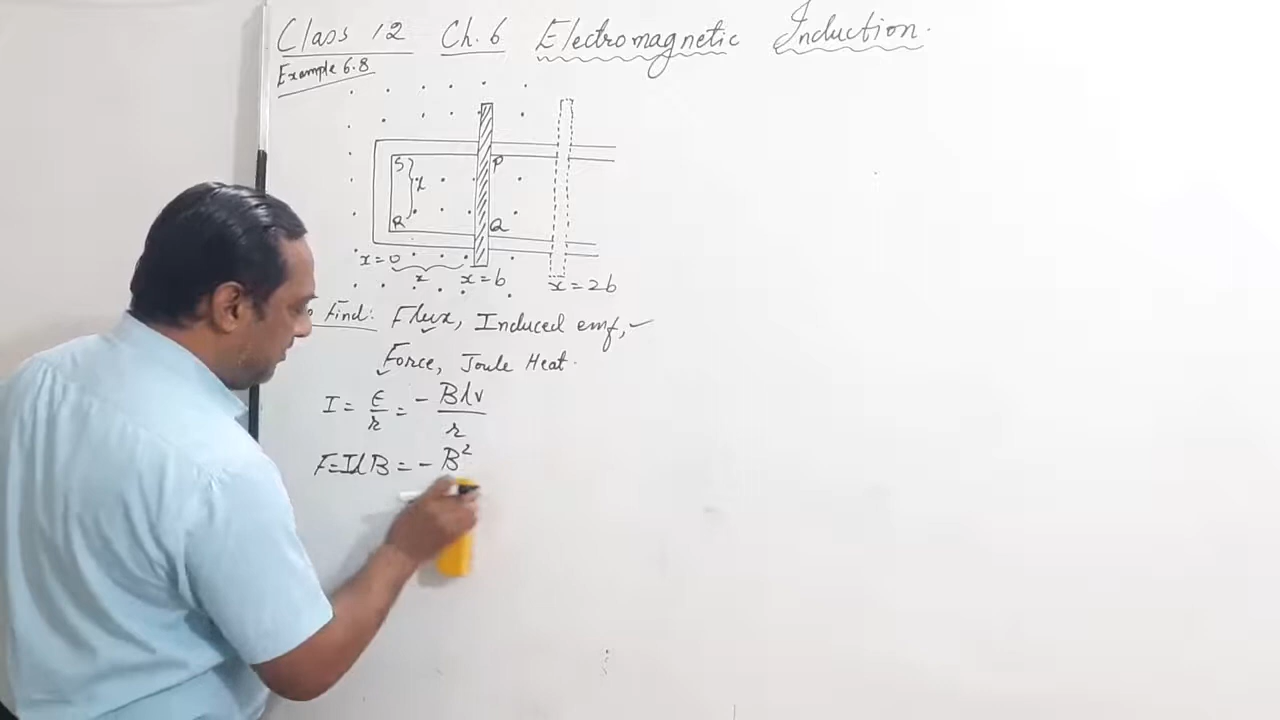 Class 12 Ch. 6 Electromagnetic Induction.
Example 6.8
S P
l
R Q
x=0 x x=b x=2b
Find: Flux, Induced emf,
Force, Joule Heat.
I = ε/r = - Blv/r
F=IlB = - B²